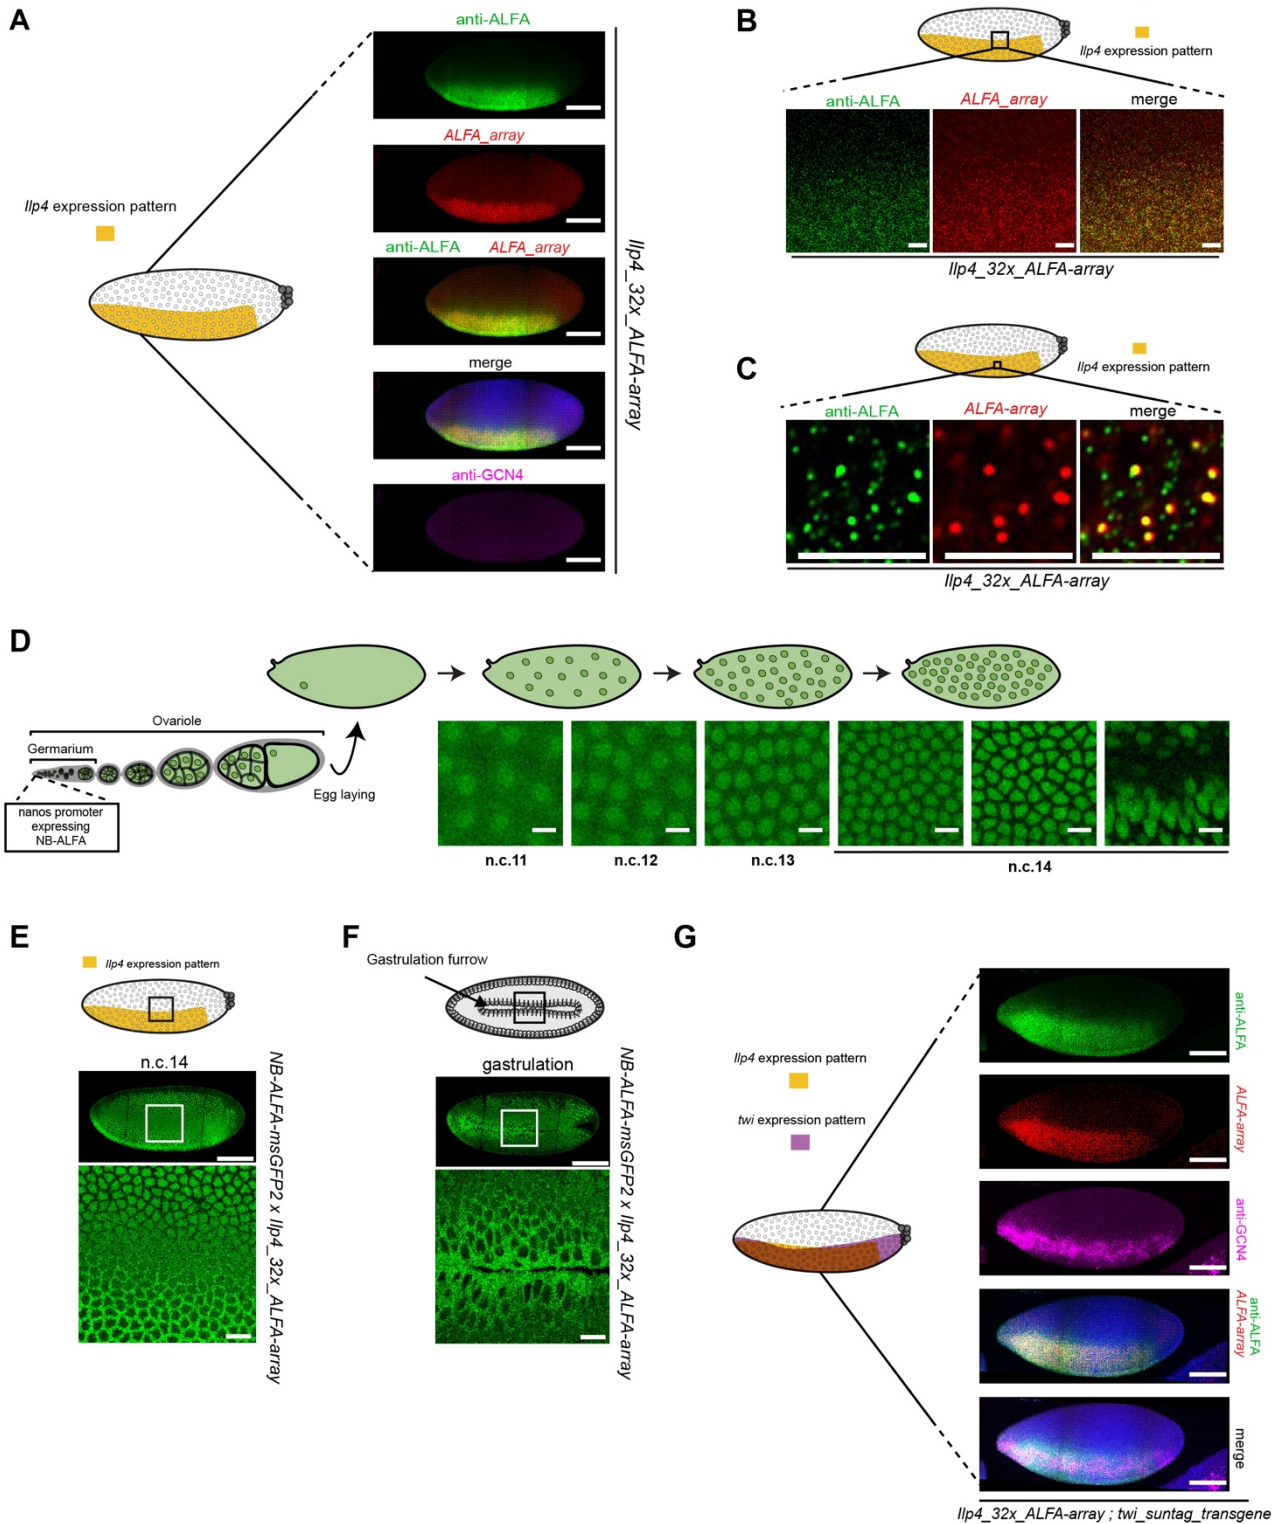 A
anti-ALFA
ALFA_array
Ilp4 expression pattern
anti-ALFA ALFA_array
merge
anti-GCN4
Ilp4_32x_ALFA-array
B
Ilp4 expression pattern
anti-ALFA ALFA_array merge
Ilp4_32x_ALFA-array
C
Ilp4 expression pattern
anti-ALFA ALFA-array merge
Ilp4_32x_ALFA-array
D
Ovariole
Germarium
nanos promoter
expressing
NB-ALFA
Egg laying
n.c.11 n.c.12 n.c.13 n.c.14
E
Ilp4 expression pattern
n.c.14
NB-ALFA-msGFP2 x Ilp4_32x_ALFA-array
F
Gastrulation furrow
gastrulation
NB-ALFA-msGFP2 x Ilp4_32x_ALFA-array
G
Ilp4 expression pattern
twi expression pattern
anti-ALFA
ALFA-array
anti-GCN4
anti-ALFA
ALFA-array
merge
Ilp4_32x_ALFA-array ; twi_suntag_transgene